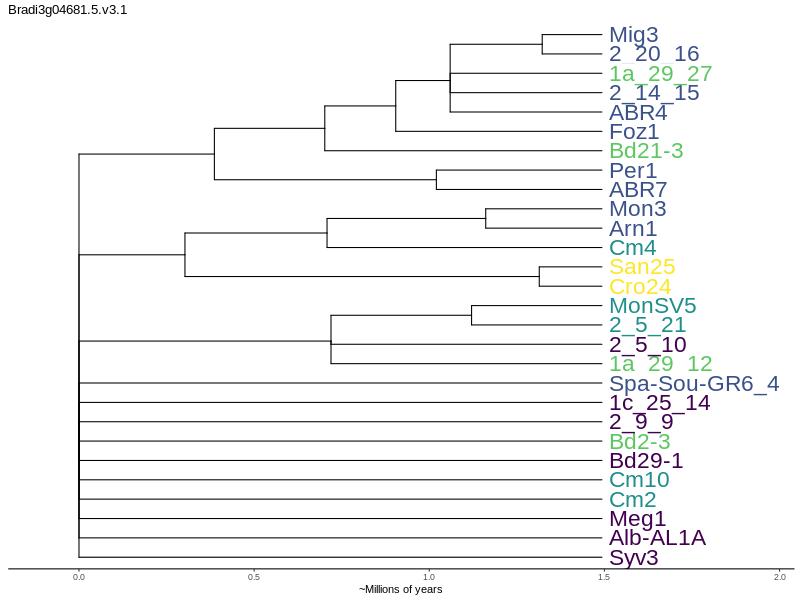 Bradi3g04681.5.v3.1
Mig3
2_20_16
1a_29_27
2_14_15
ABR4
Foz1
Bd21-3
Per1
ABR7
Mon3
Arn1
Cm4
San25
Cro24
MonSV5
2_5_21
2_5_10
1a_29_12
Spa-Sou-GR6_4
1c_25_14
2_9_9
Bd2-3
Bd29-1
Cm10
Cm2
Meg1
Alb-AL1A
Syv3
0.0 0.5 1.0 1.5 2.0
~Millions of years